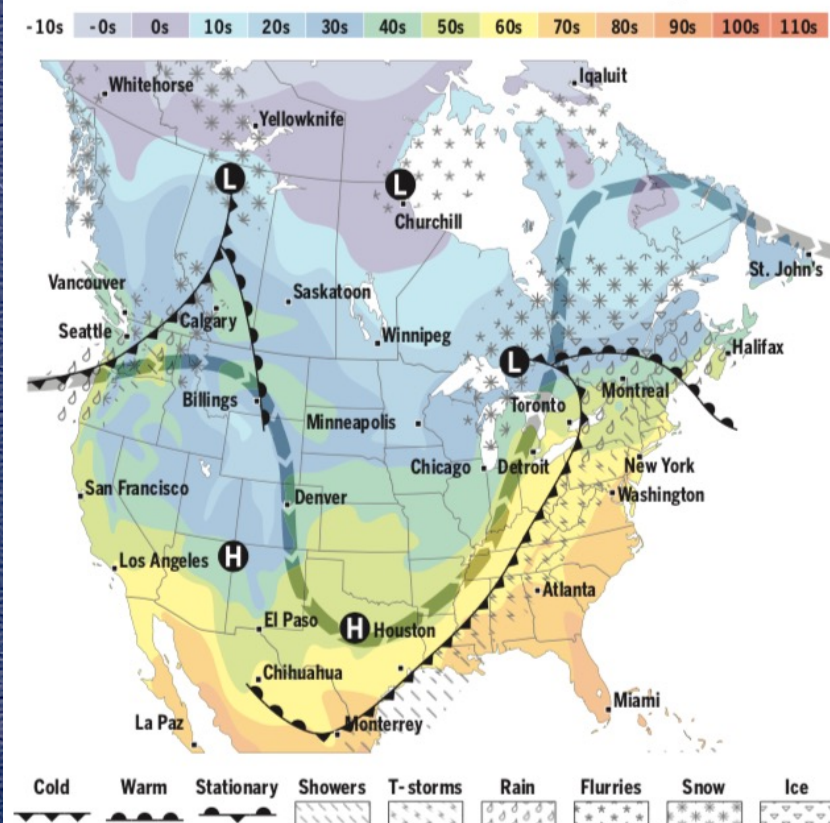 -10s -0s 0s 10s 20s 30s 40s 50s 60s 70s 80s 90s 100s 110s
Whitehorse
Iqaluit
Yellowknife
L
L
Churchill
St. John's
Vancouver
Saskatoon
Seattle
Calgary
Winnipeg
Halifax
L
Billings
Montreal
Toronto
Minneapolis
Chicago
Detroit
New York
San Francisco
Denver
Washington
H
Los Angeles
Atlanta
El Paso
H
Houston
Chihuahua
Miami
La Paz
Monterrey
Cold Warm Stationary Showers T-storms Rain Flurries Snow Ice